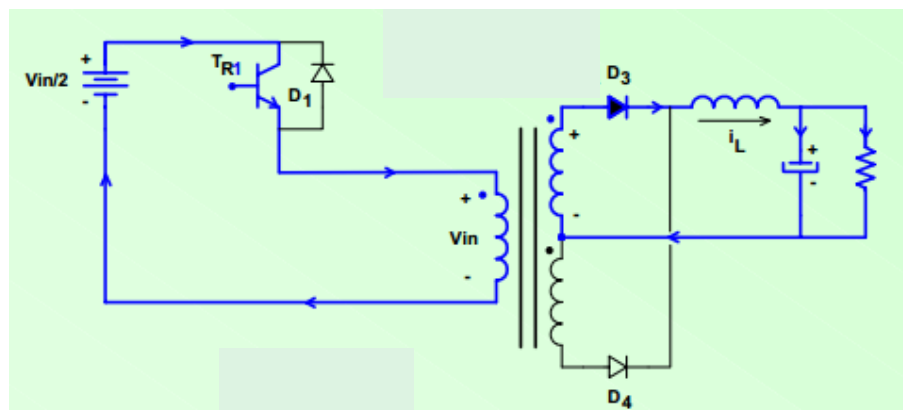 +
Vin/2
-
TR1
D1
D3
+
-
iL
+
-
+
Vin
-
D4